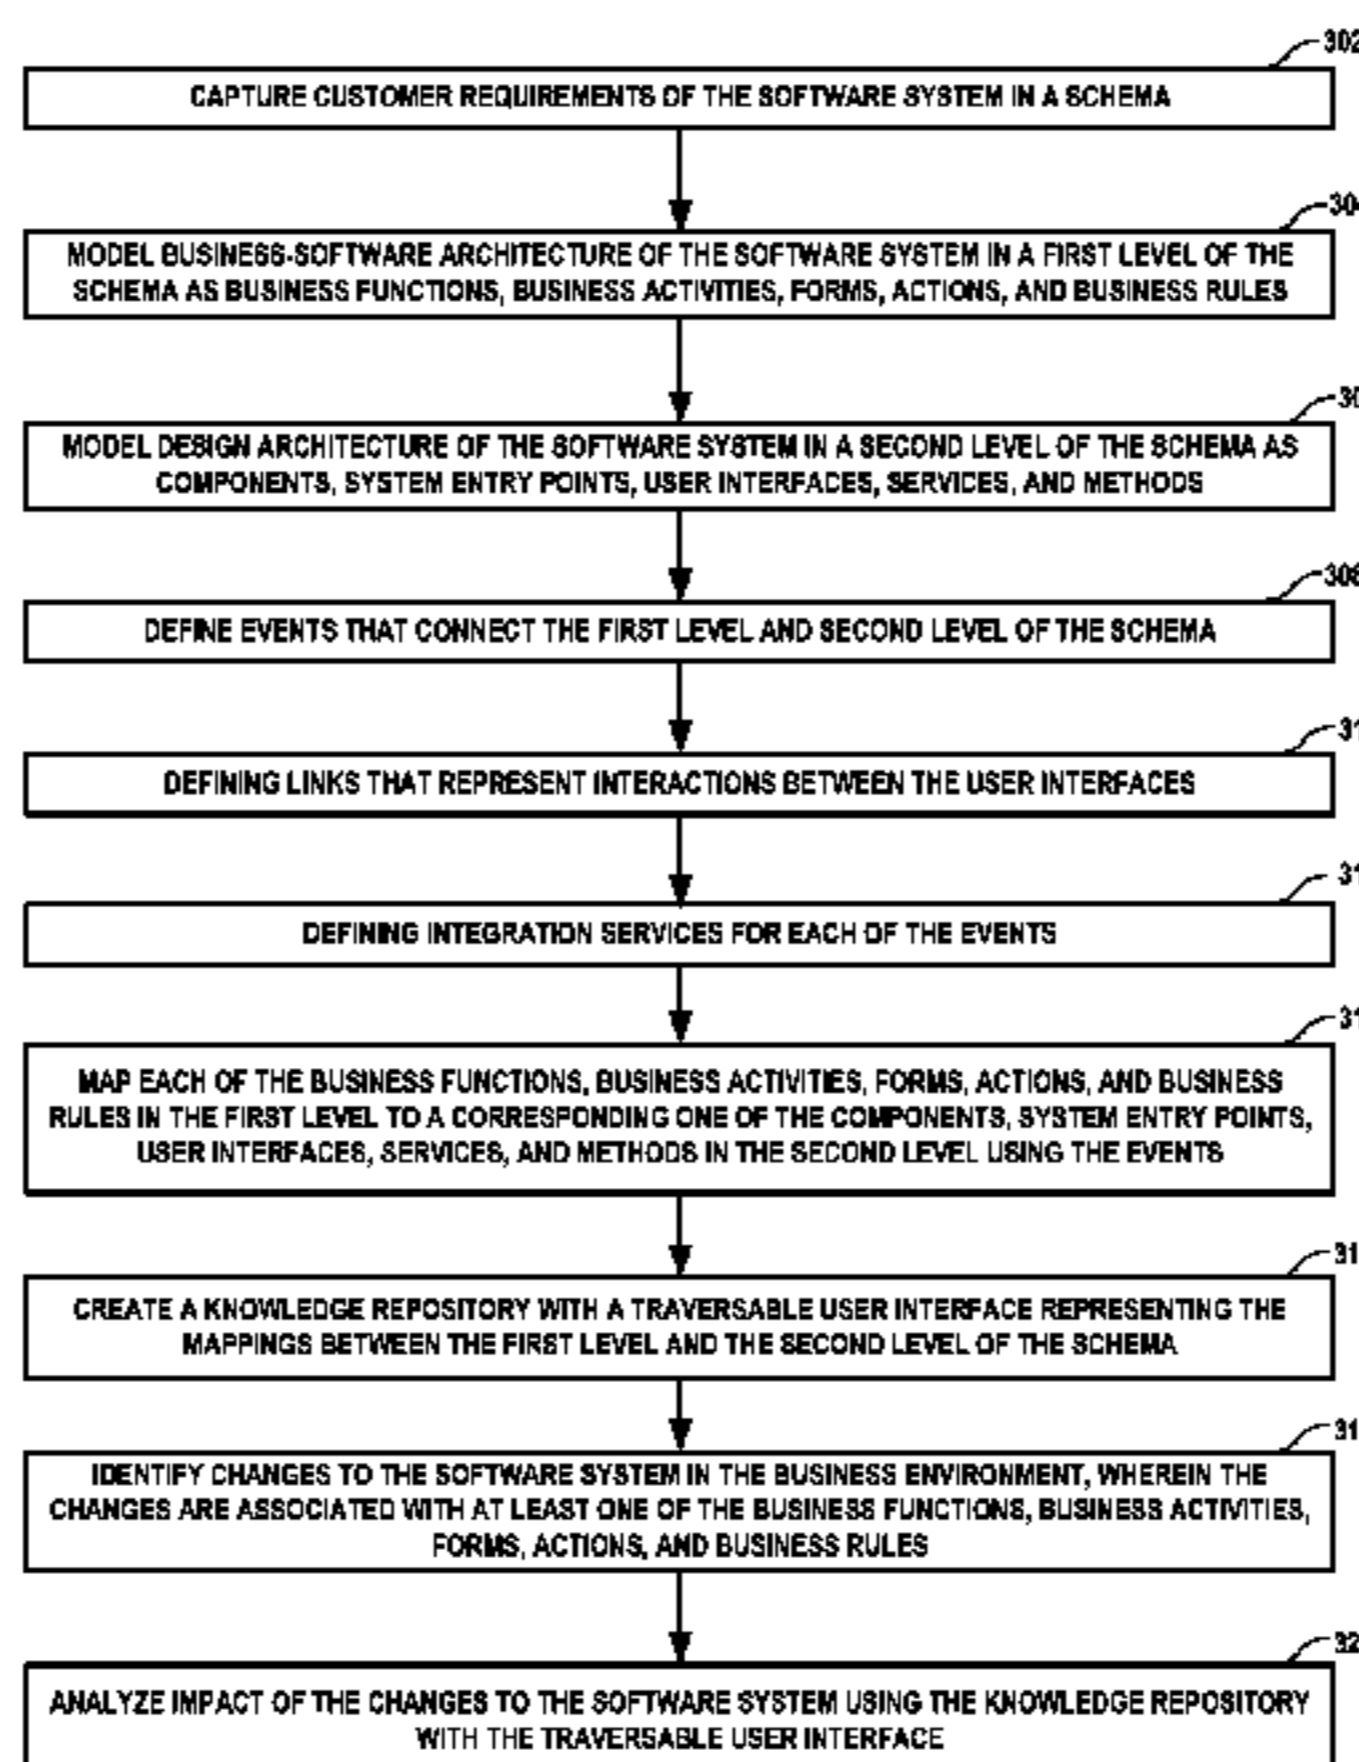 302
CAPTURE CUSTOMER REQUIREMENTS OF THE SOFTWARE SYSTEM IN A SCHEMA
304
MODEL BUSINESS-SOFTWARE ARCHITECTURE OF THE SOFTWARE SYSTEM IN A FIRST LEVEL OF THE
SCHEMA AS BUSINESS FUNCTIONS, BUSINESS ACTIVITIES, FORMS, ACTIONS, AND BUSINESS RULES
30
MODEL DESIGN ARCHITECTURE OF THE SOFTWARE SYSTEM IN A SECOND LEVEL OF THE SCHEMA AS
COMPONENTS, SYSTEM ENTRY POINTS, USER INTERFACES, SERVICES, AND METHODS
308
DEFINE EVENTS THAT CONNECT THE FIRST LEVEL AND SECOND LEVEL OF THE SCHEMA
31
DEFINING LINKS THAT REPRESENT INTERACTIONS BETWEEN THE USER INTERFACES
31
DEFINING INTEGRATION SERVICES FOR EACH OF THE EVENTS
31
MAP EACH OF THE BUSINESS FUNCTIONS, BUSINESS ACTIVITIES, FORMS, ACTIONS, AND BUSINESS
RULES IN THE FIRST LEVEL TO A CORRESPONDING ONE OF THE COMPONENTS, SYSTEM ENTRY POINTS,
USER INTERFACES, SERVICES, AND METHODS IN THE SECOND LEVEL USING THE EVENTS
31
CREATE A KNOWLEDGE REPOSITORY WITH A TRAVERSABLE USER INTERFACE REPRESENTING THE
MAPPINGS BETWEEN THE FIRST LEVEL AND THE SECOND LEVEL OF THE SCHEMA
31
IDENTIFY CHANGES TO THE SOFTWARE SYSTEM IN THE BUSINESS ENVIRONMENT, WHEREIN THE
CHANGES ARE ASSOCIATED WITH AT LEAST ONE OF THE BUSINESS FUNCTIONS, BUSINESS ACTIVITIES,
FORMS, ACTIONS, AND BUSINESS RULES
32
ANALYZE IMPACT OF THE CHANGES TO THE SOFTWARE SYSTEM USING THE KNOWLEDGE REPOSITORY
WITH THE TRAVERSABLE USER INTERFACE